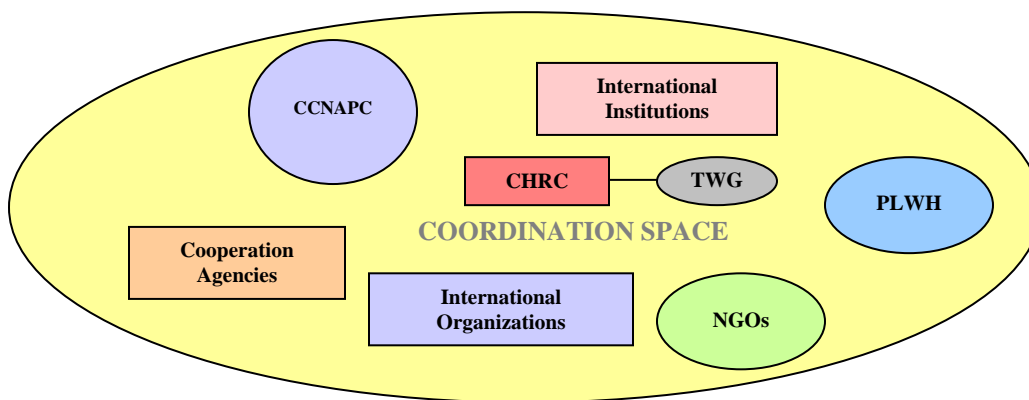 CCNAPC
International
Institutions
CHRC
TWG
PLWH
COORDINATION SPACE
Cooperation
Agencies
International
Organizations
NGOs